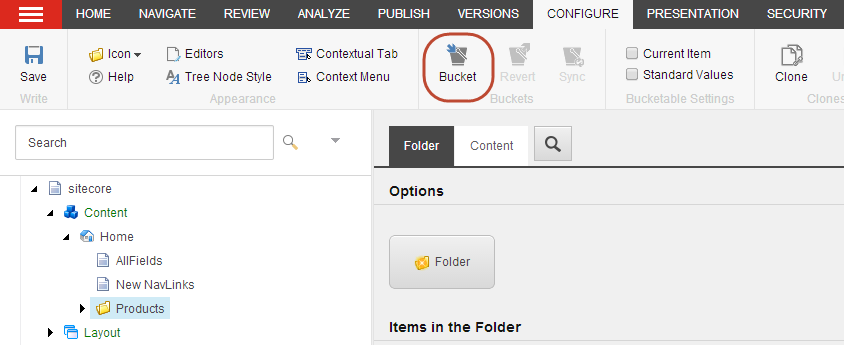 HOME NAVIGATE REVIEW ANALYZE PUBLISH VERSIONS CONFIGURE PRESENTATION SECURITY
Icon Editors Contextual Tab Current Item
Save Help Tree Node Style Context Menu Bucket Revert Sync Standard Values Clone Un
Write Appearance Buckets Bucketable Settings Clones
Search
Folder Content
Options
sitecore
Content
Home
Folder
AllFields
New NavLinks
Products
Items in the Folder
Layout